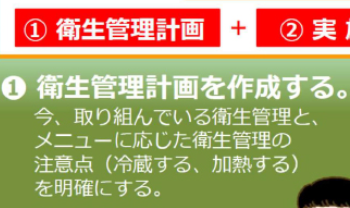 ① 衛生管理計画 + ② 実
❶ 衛生管理計画を作成する。
今、取り組んでいる衛生管理と、
メニューに応じた衛生管理の
注意点（冷蔵する、加熱する）
を明確にする。